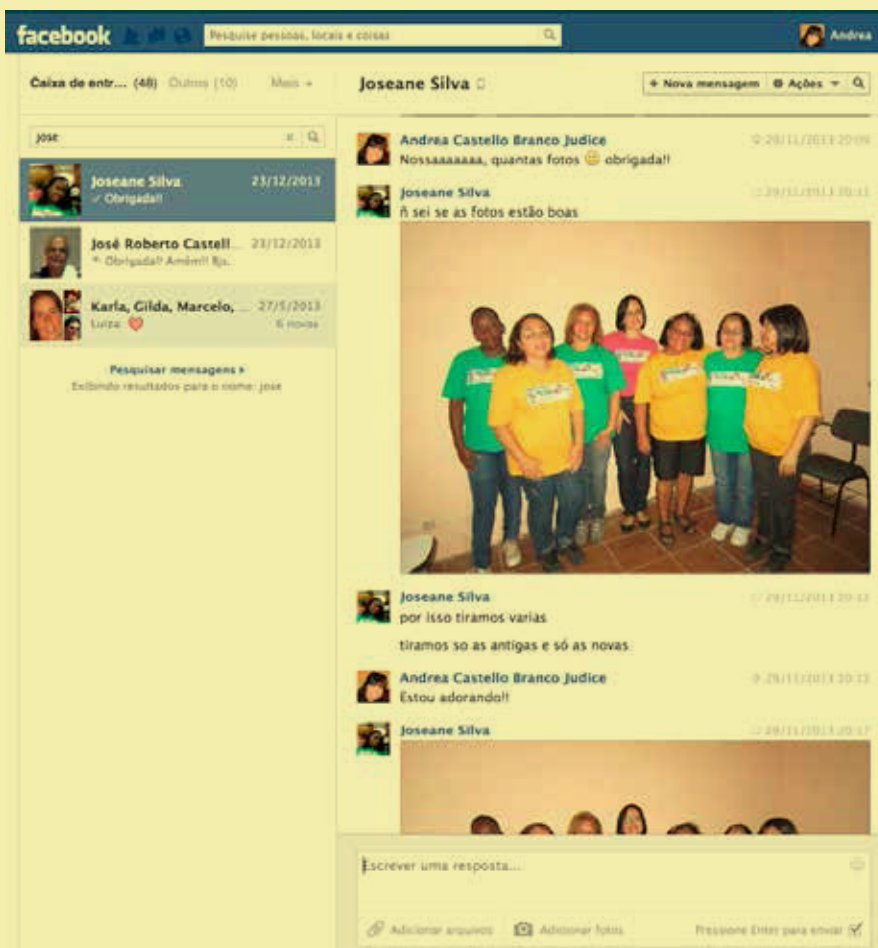 facebook
Pesquise pessoas, locais e coisas
Andrea
Caixa de entr... (48) Outros (10) Mais
Joseane Silva
+ Nova mensagem Ações
jose
Joseane Silva 23/12/2013
✓ Obrigada!!
José Roberto Castell... 23/12/2013
Obrigada!! Amém!! Bjs.
Karla, Gilda, Marcelo, ... 27/5/2013
Luiza: ❤ 6 novas
Pesquisar mensagens
Exibindo resultados para o nome: jose
Andrea Castello Branco Judice 29/11/2013 20:09
Nossaaaaaaa, quantas fotos 😊 obrigada!!
Joseane Silva 29/11/2013 20:11
ñ sei se as fotos estão boas
Joseane Silva 29/11/2013
por isso tiramos varias
tiramos so as antigas e só as novas
Andrea Castello Branco Judice 29/11/2013
Estou adorando!!
Joseane Silva 29/11/2013 20:17
Escrever uma resposta...
Adicionar arquivos Adicionar fotos Pressione Enter para enviar